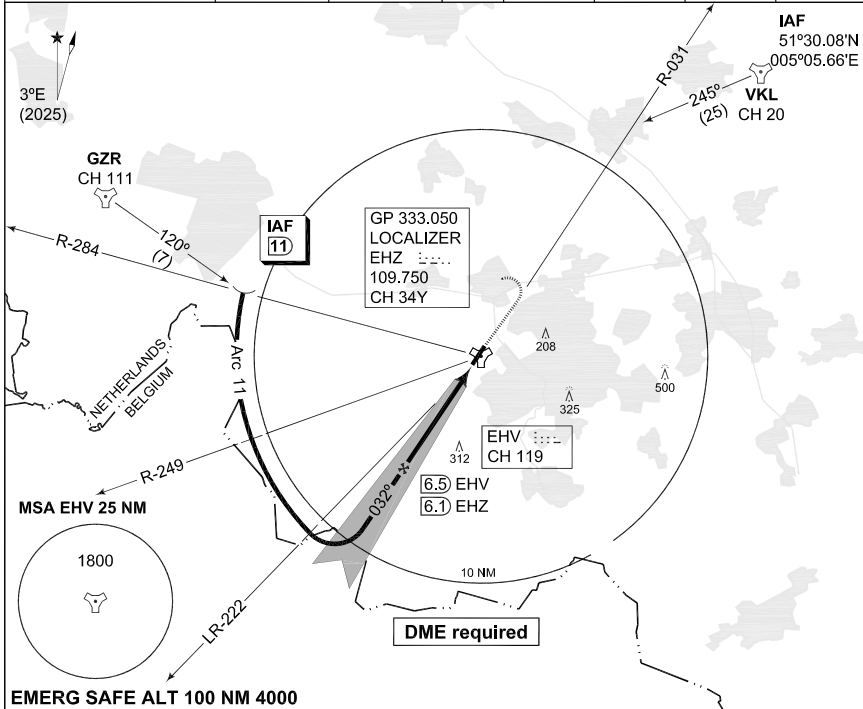 IAF
51°30.08'N
005°05.66'E
VKL
CH 20
245°
(25)
R-031
3°E
(2025)
GZR
CH 111
120°
(7)
R-284
IAF
11
GP 333.050
LOCALIZER
EHZ
109.750
CH 34Y
Arc 11
NETHERLANDS
BELGIUM
208
500
325
312
EHV
CH 119
R-249
6.5 EHV
6.1 EHZ
032°
MSA EHV 25 NM
1800
LR-222
10 NM
DME required
EMERG SAFE ALT 100 NM 4000